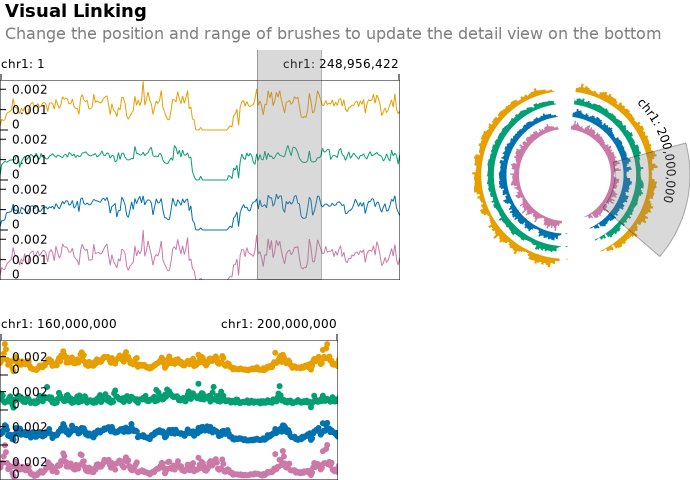 Visual Linking
Change the position and range of brushes to update the detail view on the bottom
chr1: 1
chr1: 248,956,422
0.002
0.001
0
0.002
0.001
0
0.002
0.001
0
0.002
0.001
0
chr1: 200,000,000
chr1: 160,000,000
chr1: 200,000,000
0.002
0
0.002
0
0.002
0
0.002
0